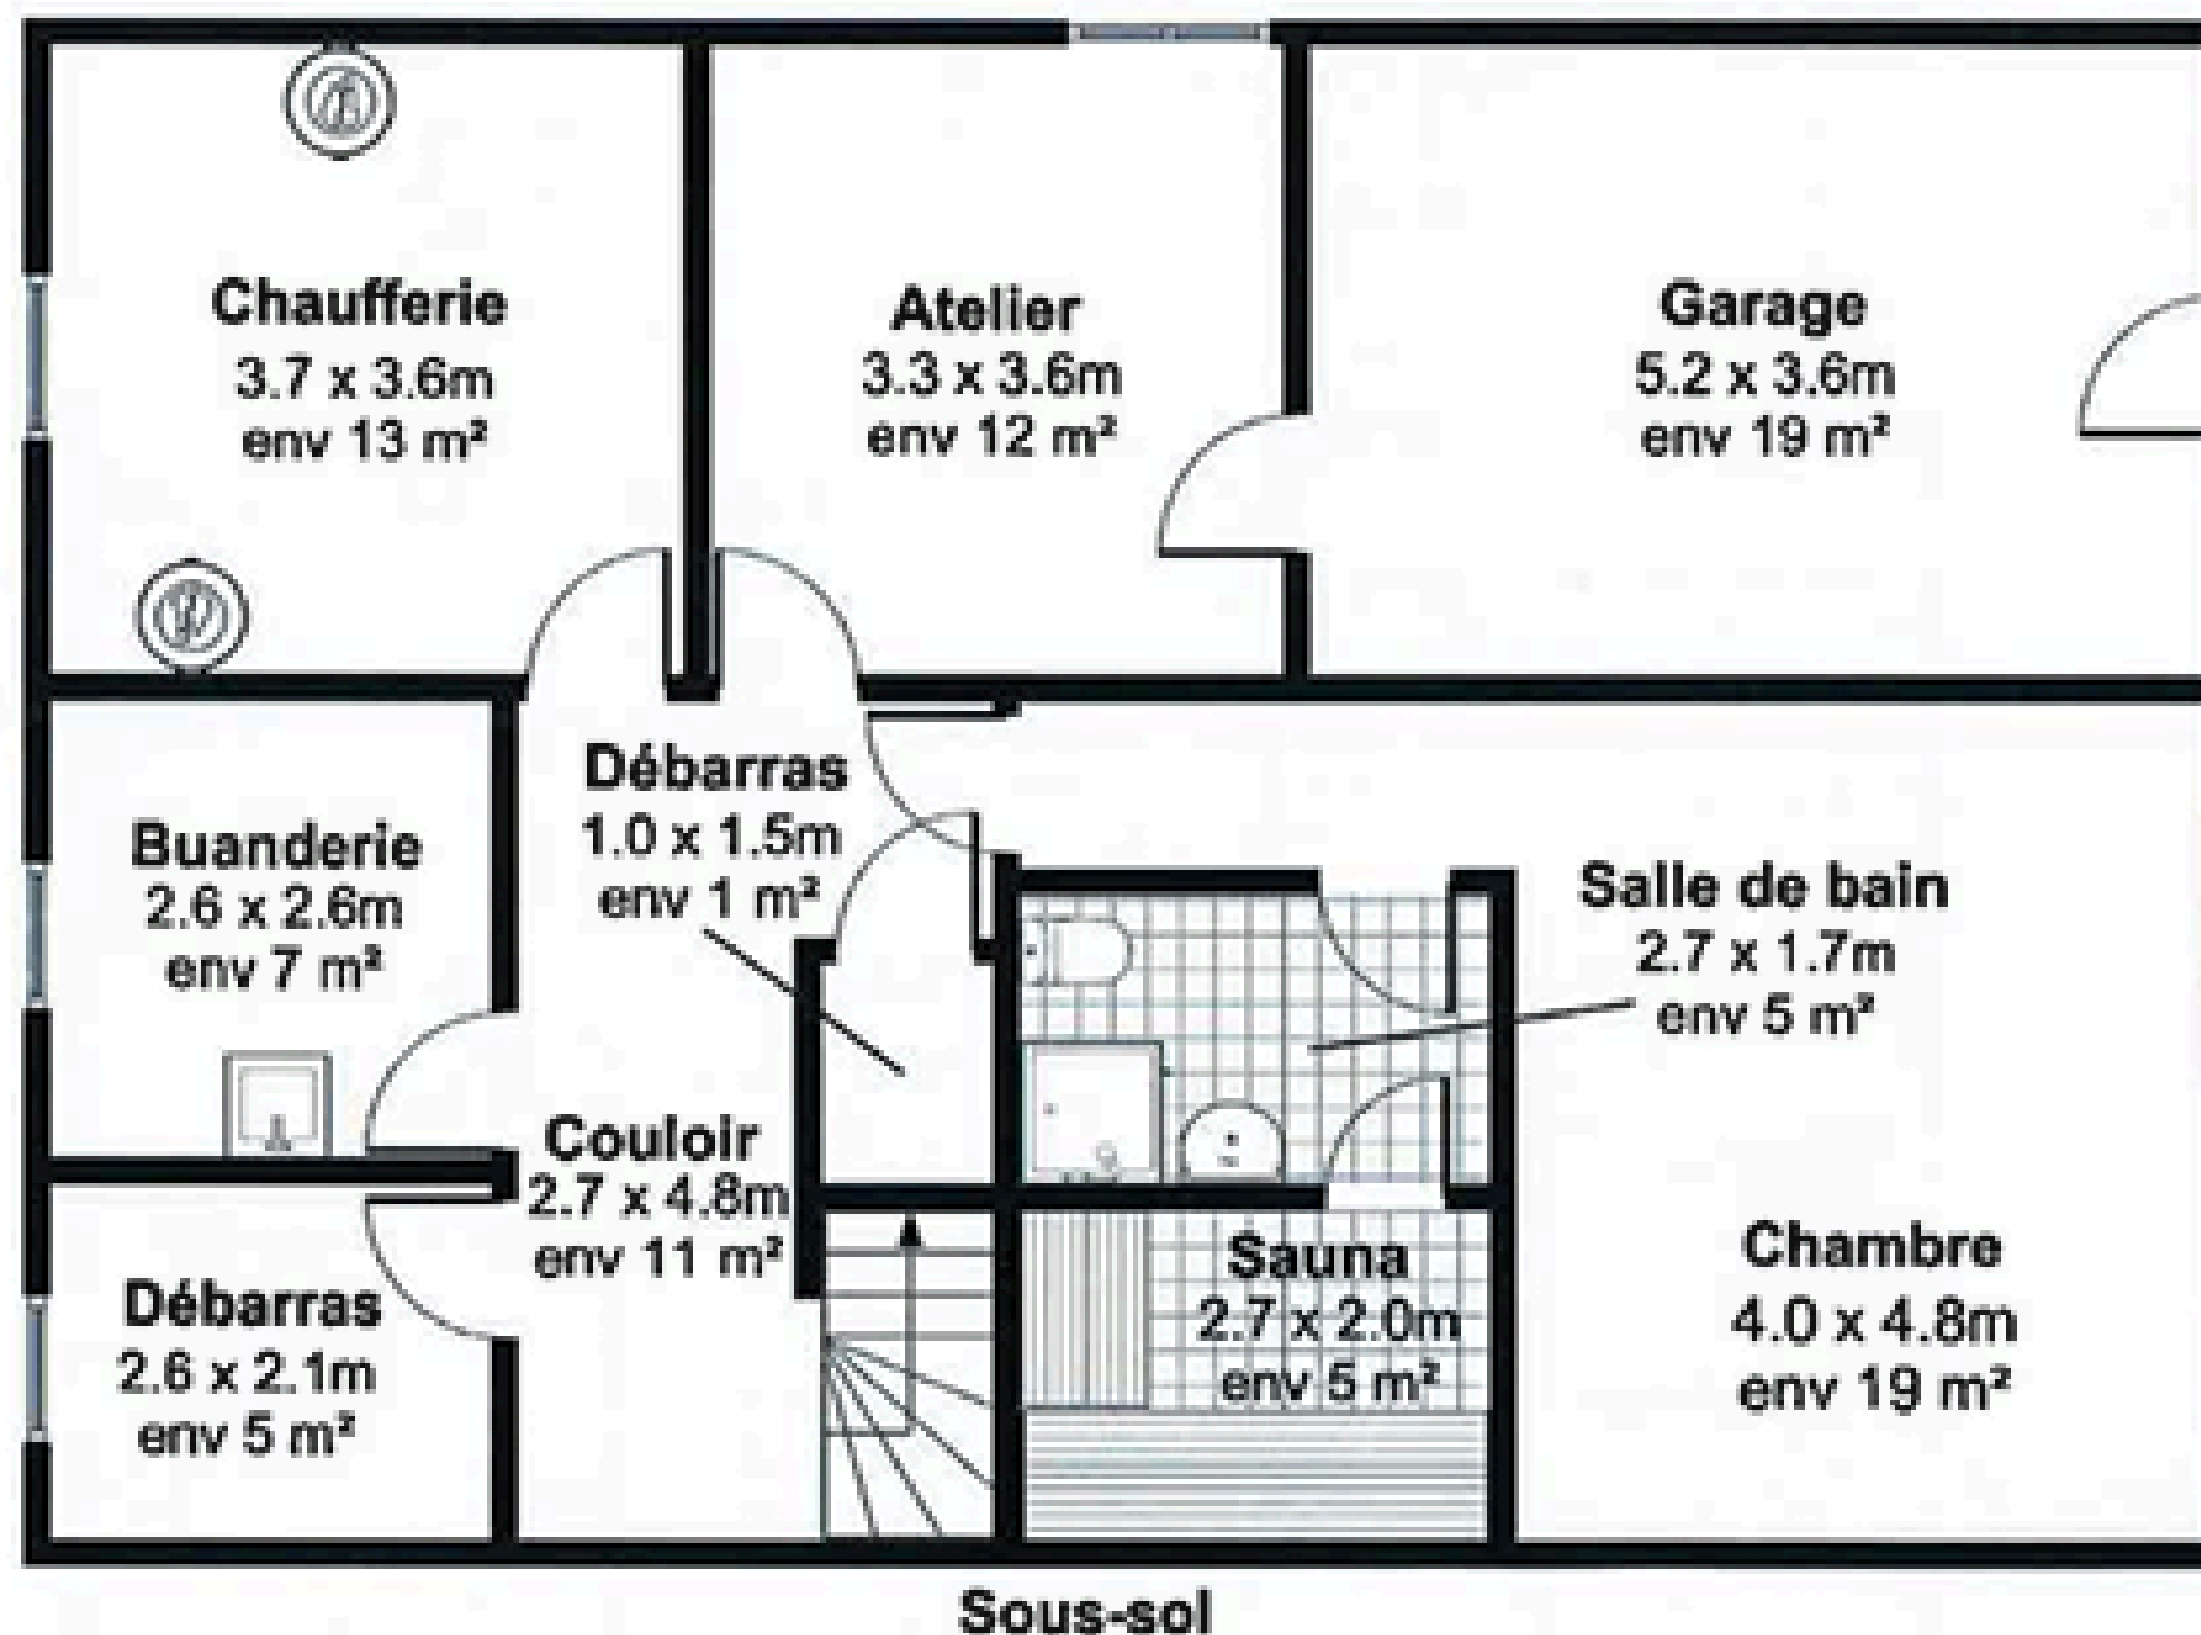 Chaufferie
3.7 x 3.6m
env 13 m²
Atelier
3.3 x 3.6m
env 12 m²
Garage
5.2 x 3.6m
env 19 m²
Débarras
1.0 x 1.5m
env 1 m²
Buanderie
2.6 x 2.6m
env 7 m²
Salle de bain
2.7 x 1.7m
env 5 m²
Couloir
2.7 x 4.8m
env 11 m²
Sauna
2.7 x 2.0m
env 5 m²
Chambre
4.0 x 4.8m
env 19 m²
Débarras
2.6 x 2.1m
env 5 m²
Sous-sol